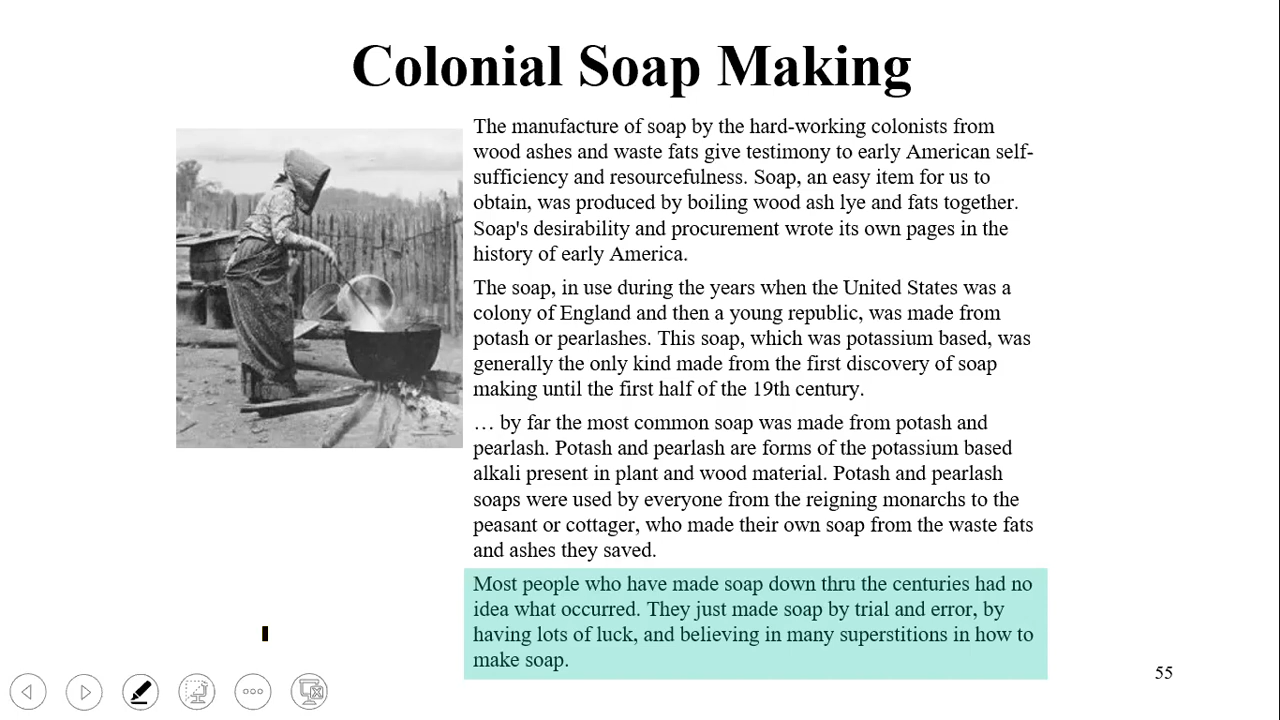 Colonial Soap Making
The manufacture of soap by the hard-working colonists from
wood ashes and waste fats give testimony to early American self-
sufficiency and resourcefulness. Soap, an easy item for us to
obtain, was produced by boiling wood ash lye and fats together.
Soap's desirability and procurement wrote its own pages in the
history of early America.
The soap, in use during the years when the United States was a
colony of England and then a young republic, was made from
potash or pearlashes. This soap, which was potassium based, was
generally the only kind made from the first discovery of soap
making until the first half of the 19th century.
… by far the most common soap was made from potash and
pearlash. Potash and pearlash are forms of the potassium based
alkali present in plant and wood material. Potash and pearlash
soaps were used by everyone from the reigning monarchs to the
peasant or cottager, who made their own soap from the waste fats
and ashes they saved.
Most people who have made soap down thru the centuries had no
idea what occurred. They just made soap by trial and error, by
having lots of luck, and believing in many superstitions in how to
make soap.
55